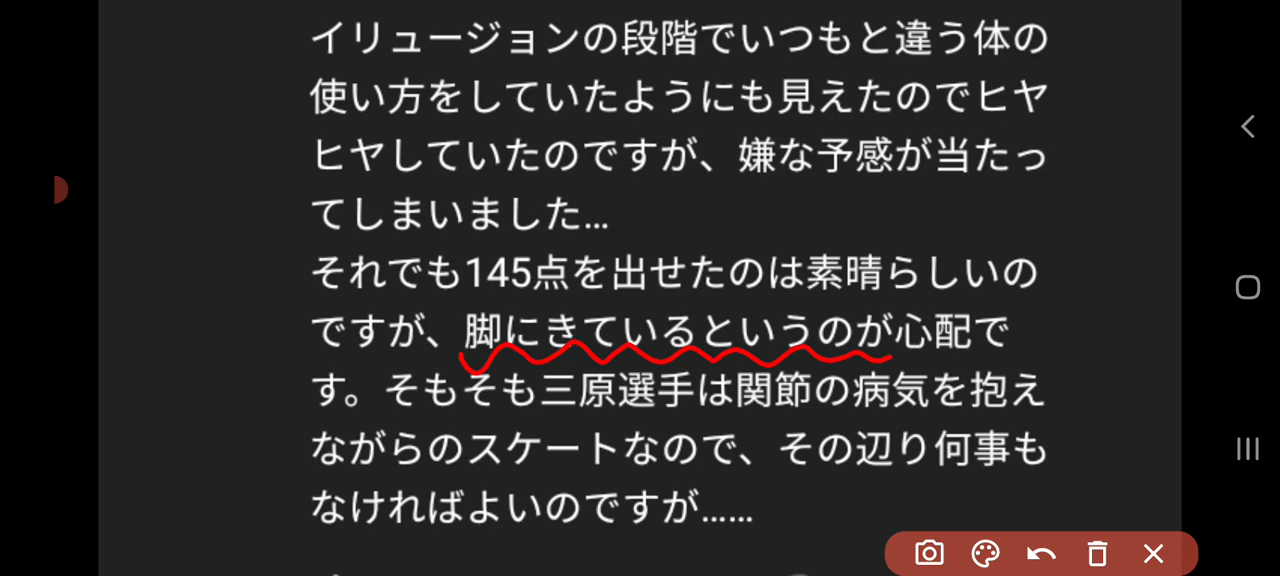 イリュージョンの段階でいつもと違う体の
使い方をしていたようにも見えたのでヒヤ
ヒヤしていたのですが、嫌な予感が当たっ
てしまいました…
それでも145点を出せたのは素晴らしいの
ですが、脚にきているというのが心配で
す。そもそも三原選手は関節の病気を抱え
ながらのスケートなので、その辺り何事も
なければよいのですが……